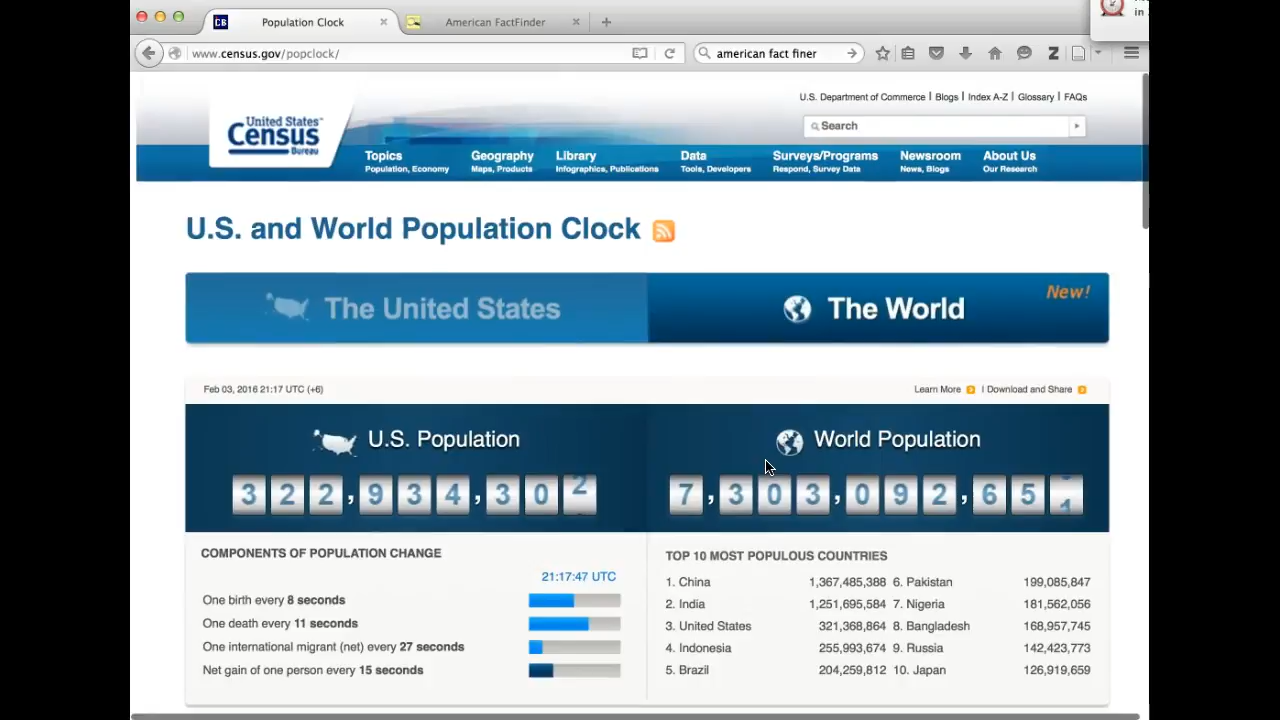 in
Population Clock
American FactFinder
www.census.gov/popclock/
american fact finer
Z
U.S. Department of Commerce | Blogs | Index A-Z | Glossary | FAQs
United States
Census
Bureau
Search
Topics
Population, Economy
Geography
Maps, Products
Library
Infographics, Publications
Data
Tools, Developers
Surveys/Programs
Respond, Survey Data
Newsroom
News, Blogs
About Us
Our Research
U.S. and World Population Clock
The United States
The World
New!
Feb 03, 2016 21:17 UTC (+6)
Learn More | Download and Share
U.S. Population
322,934,302
World Population
7,303,092,65
COMPONENTS OF POPULATION CHANGE
21:17:47 UTC
One birth every 8 seconds
One death every 11 seconds
One international migrant (net) every 27 seconds
Net gain of one person every 15 seconds
TOP 10 MOST POPULOUS COUNTRIES
1. China 1,367,485,388 6. Pakistan 199,085,847
2. India 1,251,695,584 7. Nigeria 181,562,056
3. United States 321,368,864 8. Bangladesh 168,957,745
4. Indonesia 255,993,674 9. Russia 142,423,773
5. Brazil 204,259,812 10. Japan 126,919,659